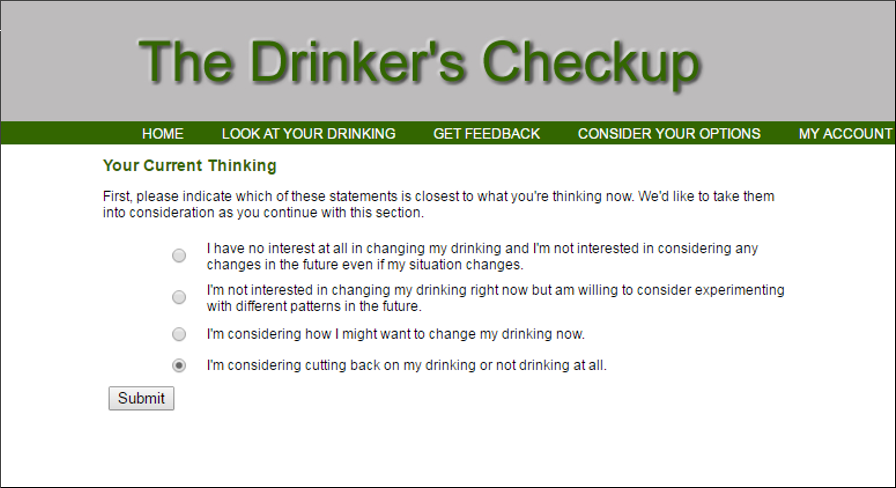 The Drinker's Checkup
HOME LOOK AT YOUR DRINKING GET FEEDBACK CONSIDER YOUR OPTIONS MY ACCOUNT
Your Current Thinking
First, please indicate which of these statements is closest to what you're thinking now. We'd like to take them
into consideration as you continue with this section.
I have no interest at all in changing my drinking and I'm not interested in considering any
changes in the future even if my situation changes.
I'm not interested in changing my drinking right now but am willing to consider experimenting
with different patterns in the future.
I'm considering how I might want to change my drinking now.
I'm considering cutting back on my drinking or not drinking at all.
Submit